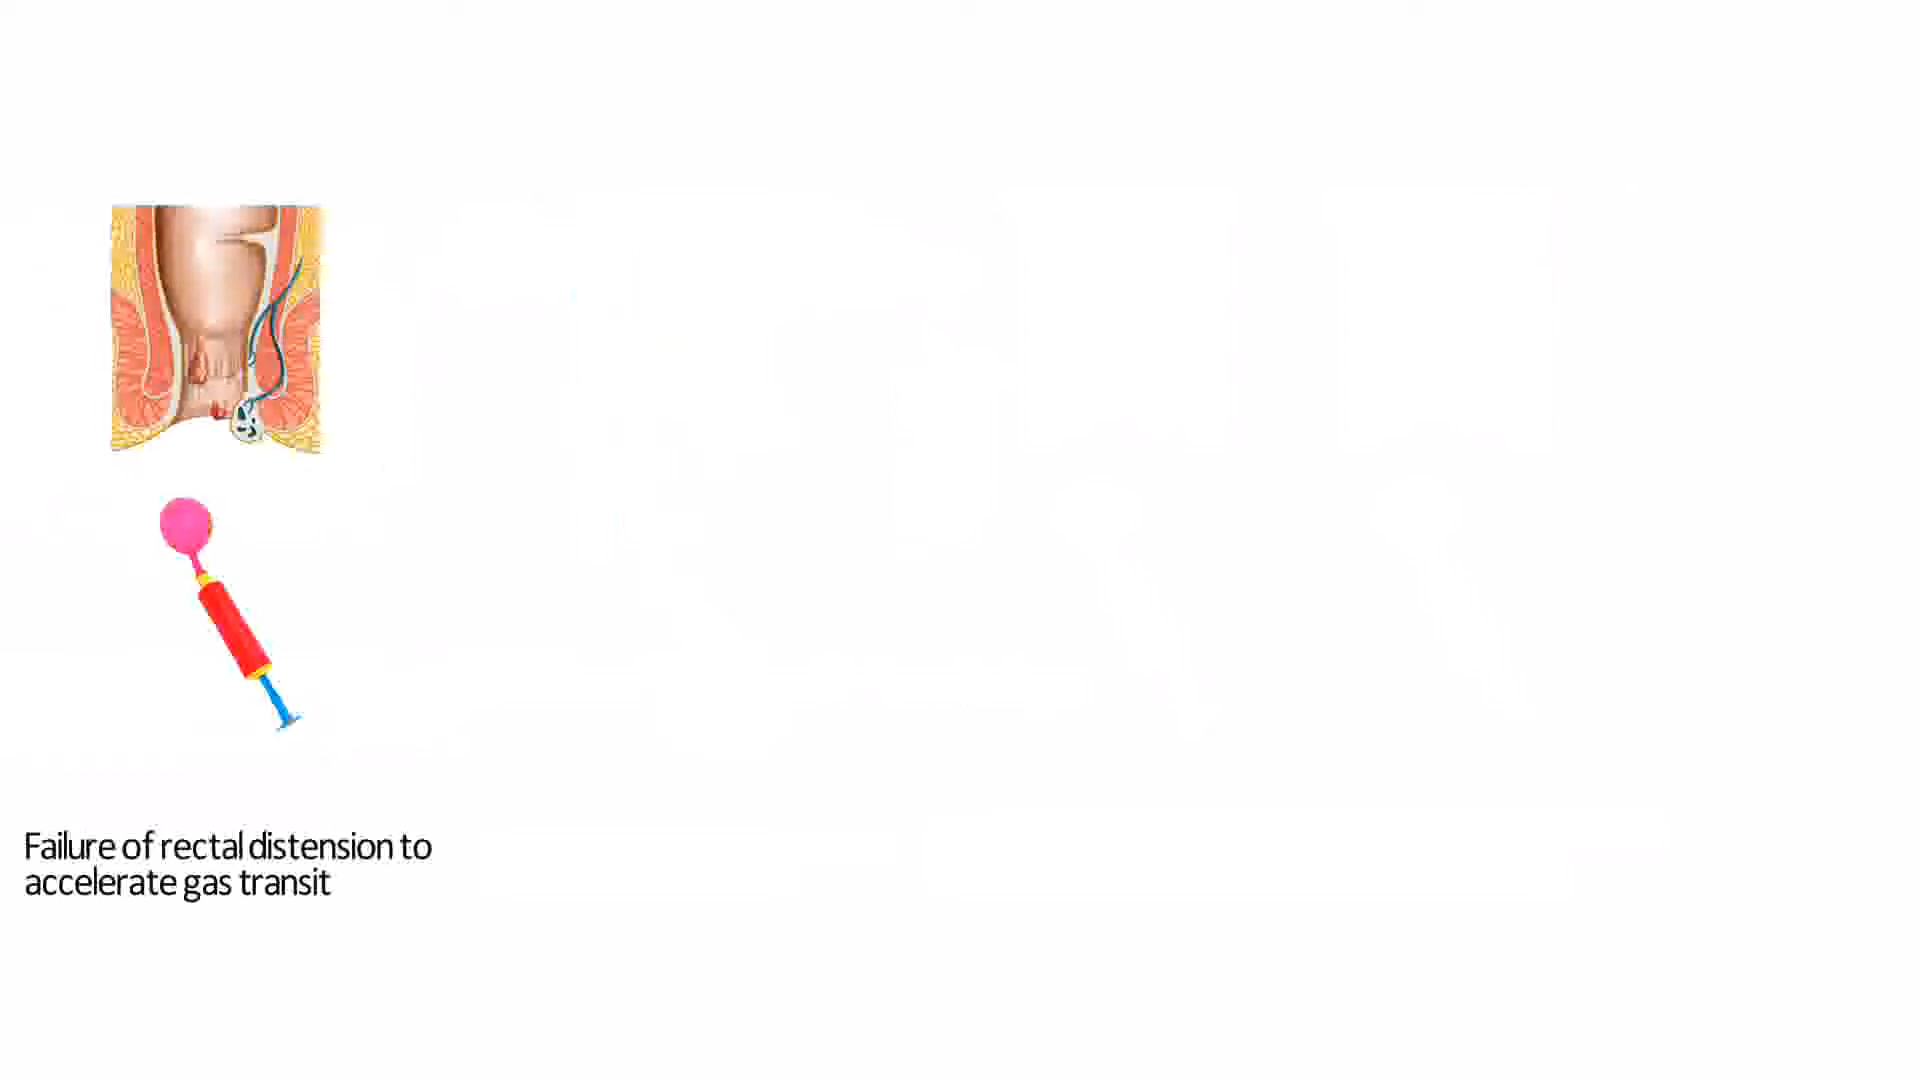 Failure of rectal distension to
accelerate gas transit